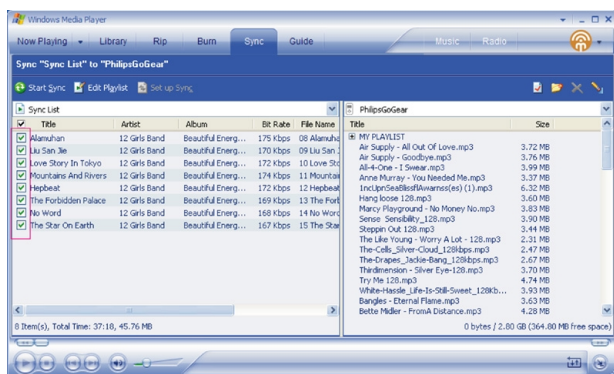 Windows Media Player
Now Playing Library Rip Burn Sync Guide Music Radio
Sync "Sync List" to "PhilipsGoGear"
Start Sync Edit Playlist Set up Sync
Sync List
Title Artist Album Bit Rate File Name
Alamuhan 12 Girls Band Beautiful Energ... 175 Kbps 08 Alamuha
Liu San Jie 12 Girls Band Beautiful Energ... 170 Kbps 09 Liu San J
Love Story In Tokyo 12 Girls Band Beautiful Energ... 172 Kbps 10 Love Sto
Mountains And Rivers 12 Girls Band Beautiful Energ... 174 Kbps 11 Mountai
Hepbeat 12 Girls Band Beautiful Energ... 172 Kbps 12 Hepbeat
The Forbidden Palace 12 Girls Band Beautiful Energ... 169 Kbps 13 The Forb
No Word 12 Girls Band Beautiful Energ... 168 Kbps 14 No Word
The Star On Earth 12 Girls Band Beautiful Energ... 167 Kbps 15 The Star
8 Item(s), Total Time: 37:18, 45.76 MB
PhilipsGoGear
Title Size
MY PLAYLIST
Air Supply - All Out Of Love.mp3 3.72 MB
Air Supply - Goodbye.mp3 3.76 MB
All-4-One - I Swear.mp3 3.99 MB
Anne Murray - You Needed Me.mp3 3.37 MB
IncUpnSeaBlissflAwarnss(es) (1).mp3 6.32 MB
Hang loose 128.mp3 3.60 MB
Marcy Playground - No Money No.mp3 3.83 MB
Sense Sensibility_128.mp3 3.90 MB
Steppin Out 128.mp3 3.44 MB
The Like Young - Worry A Lot - 128.mp3 2.31 MB
The-Cells_Silver-Cloud_128kbps.mp3 2.47 MB
The-Drapes_Jackie-Bang_128kbps.mp3 2.67 MB
Thirdimension - Silver Eye-128.mp3 3.70 MB
Try Me 128.mp3 4.74 MB
White-Hassle_Life-Is-Still-Sweet_128Kb... 3.93 MB
Bangles - Eternal Flame.mp3 3.63 MB
Bette Midler - FromA Distance.mp3 4.28 MB
0 bytes / 2.80 GB (364.80 MB free space)